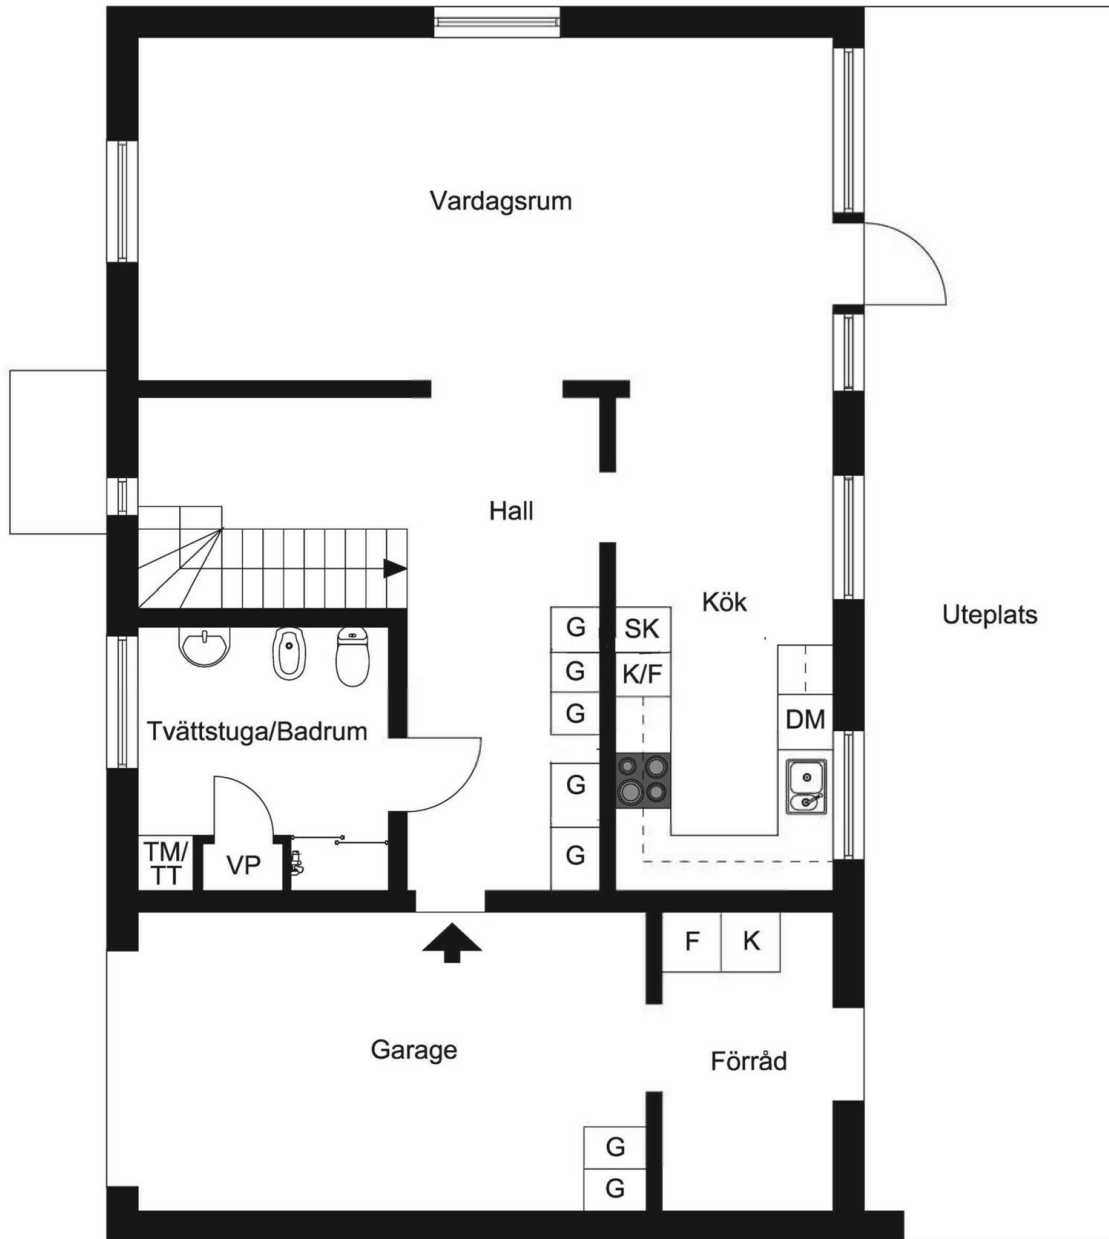 Vardagsrum
Hall
Kök
Uteplats
G
SK
G
K/F
G
DM
Tvättstuga/Badrum
G
G
TM/
TT
VP
F
K
Garage
Förråd
G
G